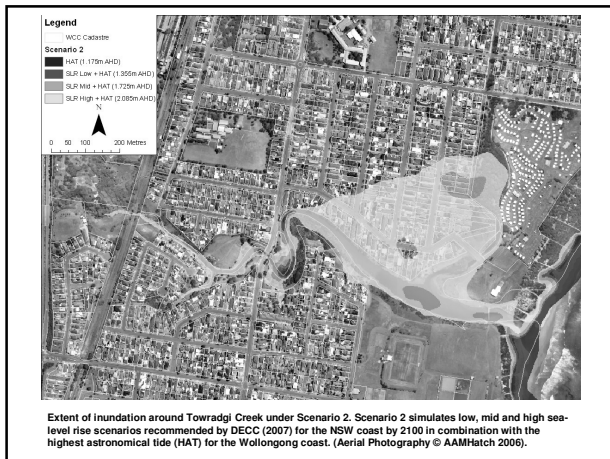 Legend
WCC Cadastre
Scenario 2
HAT (1.175m AHD)
SLR Low + HAT (1.355m AHD)
SLR Mid + HAT (1.725m AHD)
SLR High + HAT (2.085m AHD)
N
0 50 100 200 Metres
Extent of inundation around Towradgi Creek under Scenario 2. Scenario 2 simulates low, mid and high sea-
level rise scenarios recommended by DECC (2007) for the NSW coast by 2100 in combination with the
highest astronomical tide (HAT) for the Wollongong coast. (Aerial Photography © AAMHatch 2006).